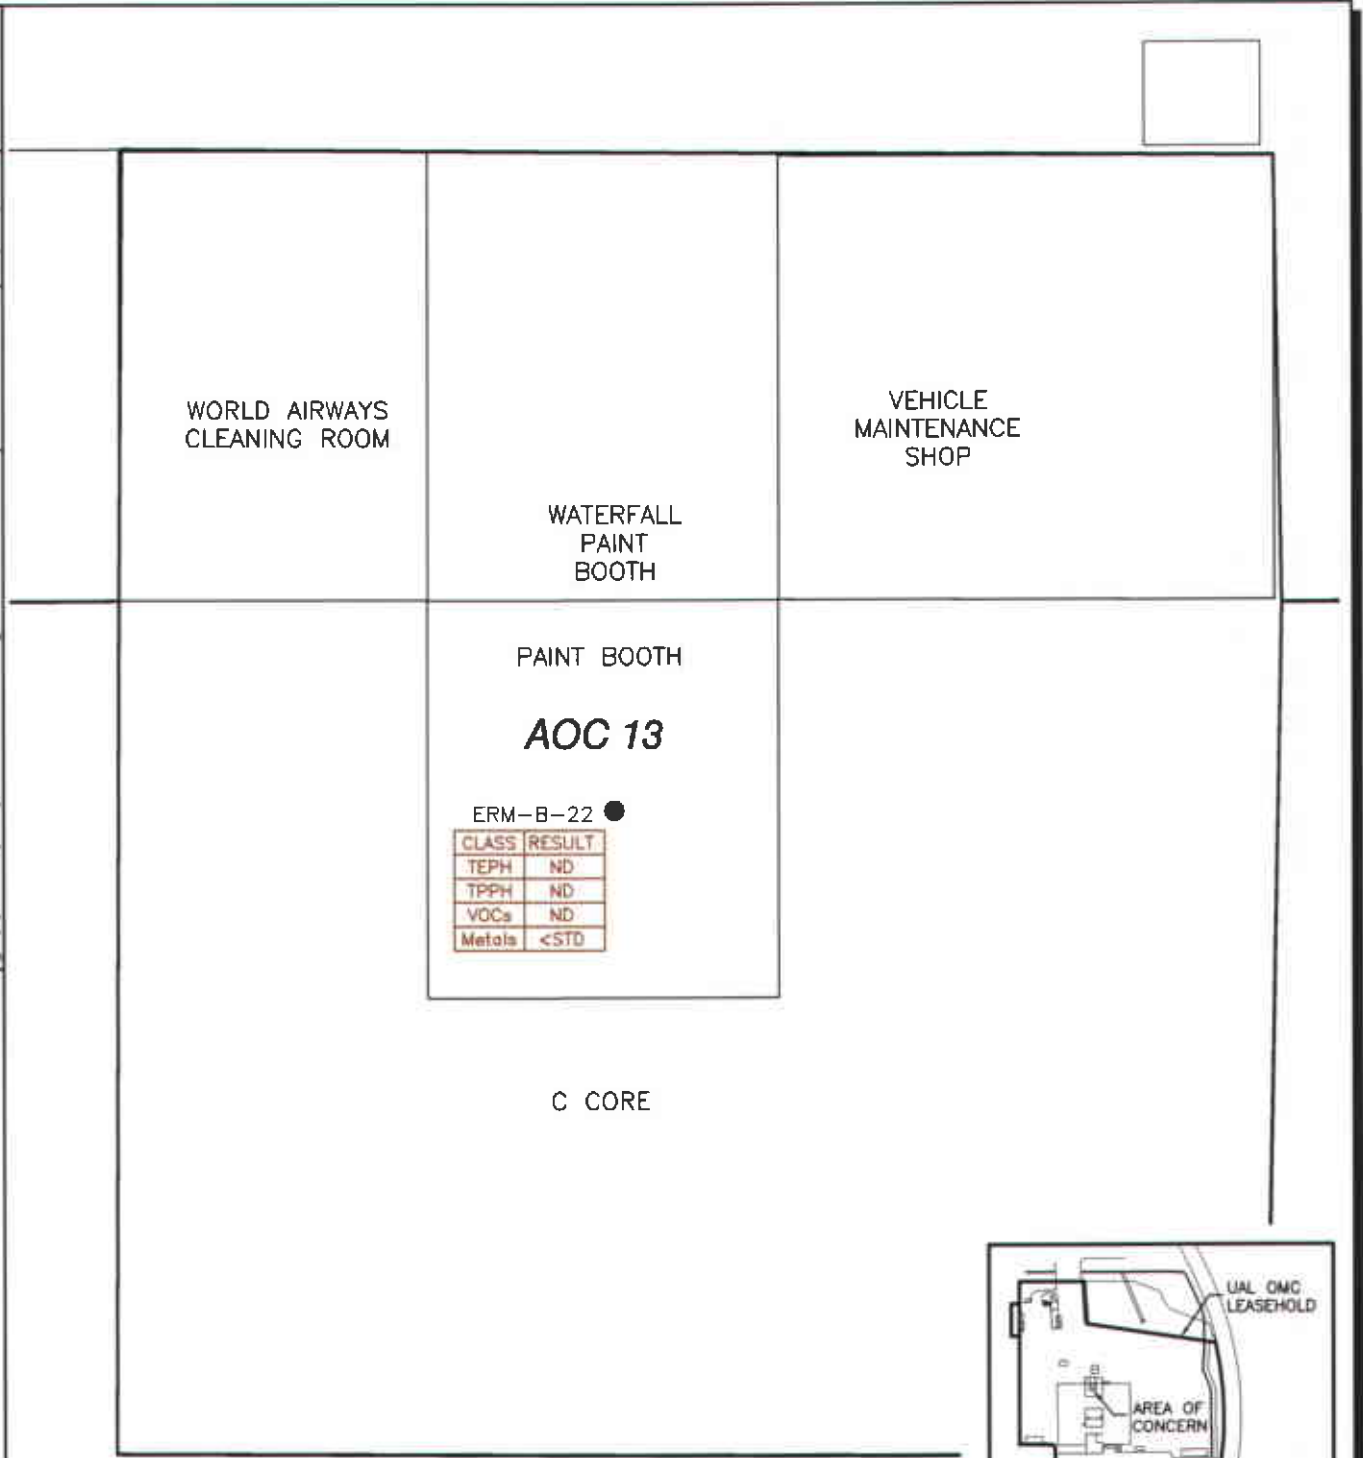 WORLD AIRWAYS
CLEANING ROOM
VEHICLE
MAINTENANCE
SHOP
WATERFALL
PAINT
BOOTH
PAINT BOOTH
AOC 13
ERM-B-22
CLASS RESULT
TEPH ND
TPPH ND
VOCs ND
Metals <STD
C CORE
UAL OMC
LEASEHOLD
AREA OF
CONCERN